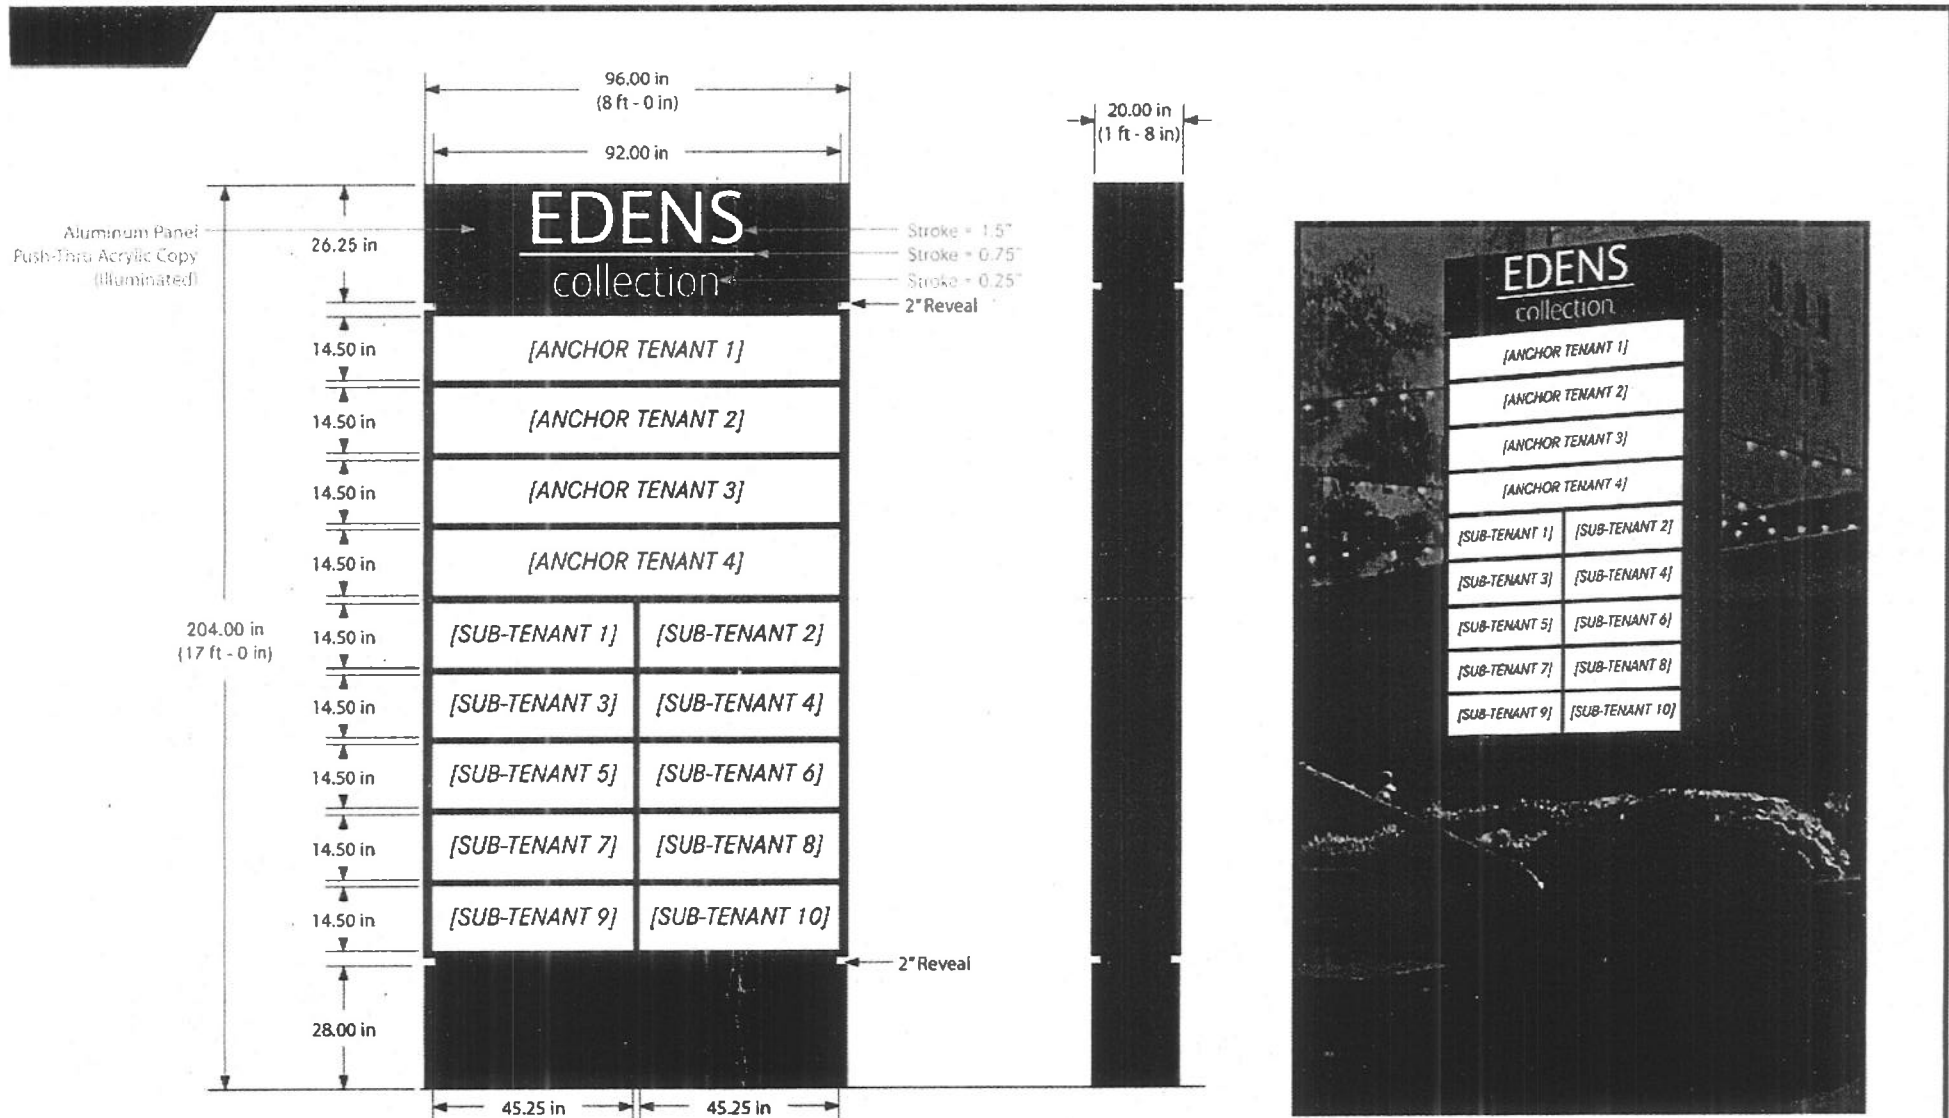 96.00 in
(8 ft - 0 in)
92.00 in
20.00 in
(1 ft - 8 in)
Aluminum Panel
Push-Thru Acrylic Copy
(Illuminated)
26.25 in
EDENS
collection
Stroke = 1.5"
Stroke = 0.75"
Stroke = 0.25"
2" Reveal
14.50 in
[ANCHOR TENANT 1]
14.50 in
[ANCHOR TENANT 2]
14.50 in
[ANCHOR TENANT 3]
14.50 in
[ANCHOR TENANT 4]
204.00 in
(17 ft - 0 in)
14.50 in
[SUB-TENANT 1] [SUB-TENANT 2]
14.50 in
[SUB-TENANT 3] [SUB-TENANT 4]
14.50 in
[SUB-TENANT 5] [SUB-TENANT 6]
14.50 in
[SUB-TENANT 7] [SUB-TENANT 8]
14.50 in
[SUB-TENANT 9] [SUB-TENANT 10]
2" Reveal
28.00 in
45.25 in 45.25 in
EDENS
collection
[ANCHOR TENANT 1]
[ANCHOR TENANT 2]
[ANCHOR TENANT 3]
[ANCHOR TENANT 4]
[SUB-TENANT 1] [SUB-TENANT 2]
[SUB-TENANT 3] [SUB-TENANT 4]
[SUB-TENANT 5] [SUB-TENANT 6]
[SUB-TENANT 7] [SUB-TENANT 8]
[SUB-TENANT 9] [SUB-TENANT 10]